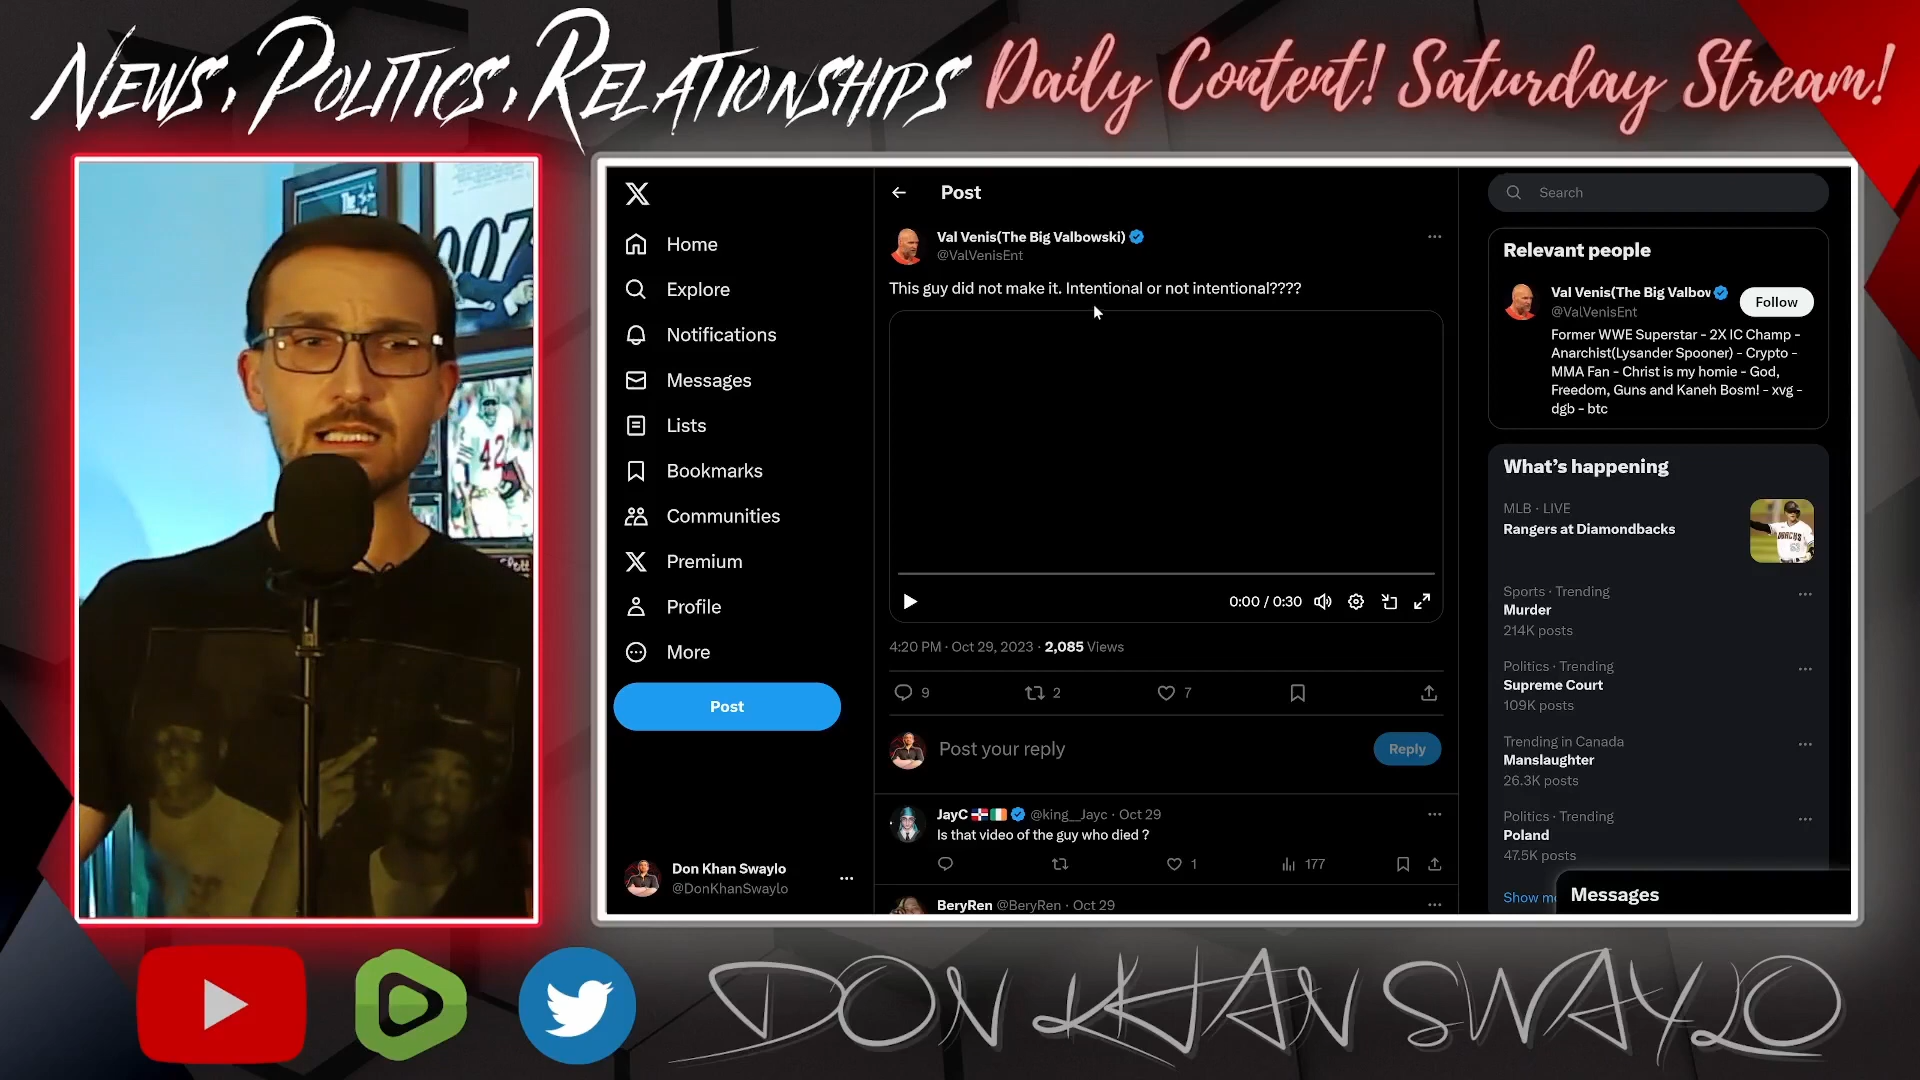 News, Politics, Relationships
Daily Content! Saturday Stream!
007
42
X
Home
Explore
Notifications
Messages
Lists
Bookmarks
Communities
Premium
Profile
More
Post
Don Khan Swaylo
@DonKhanSwaylo
Post
Val Venis(The Big Valbowski)
@ValVenisEnt
This guy did not make it. Intentional or not intentional????
0:00 / 0:30
4:20 PM · Oct 29, 2023 · 2,085 Views
9 2 7
Post your reply
Reply
JayC @king__Jayc · Oct 29
Is that video of the guy who died ?
1 177
BeryRen @BeryRen · Oct 29
Search
Relevant people
Val Venis(The Big Valbow
@ValVenisEnt
Follow
Former WWE Superstar - 2X IC Champ -
Anarchist(Lysander Spooner) - Crypto -
MMA Fan - Christ is my homie - God,
Freedom, Guns and Kaneh Bosm! - xvg -
dgb - btc
What's happening
MLB · LIVE
Rangers at Diamondbacks
Sports · Trending
Murder
214K posts
Politics · Trending
Supreme Court
109K posts
Trending in Canada
Manslaughter
26.3K posts
Politics · Trending
Poland
47.5K posts
Show mo
Messages
Don Khan Swaylo